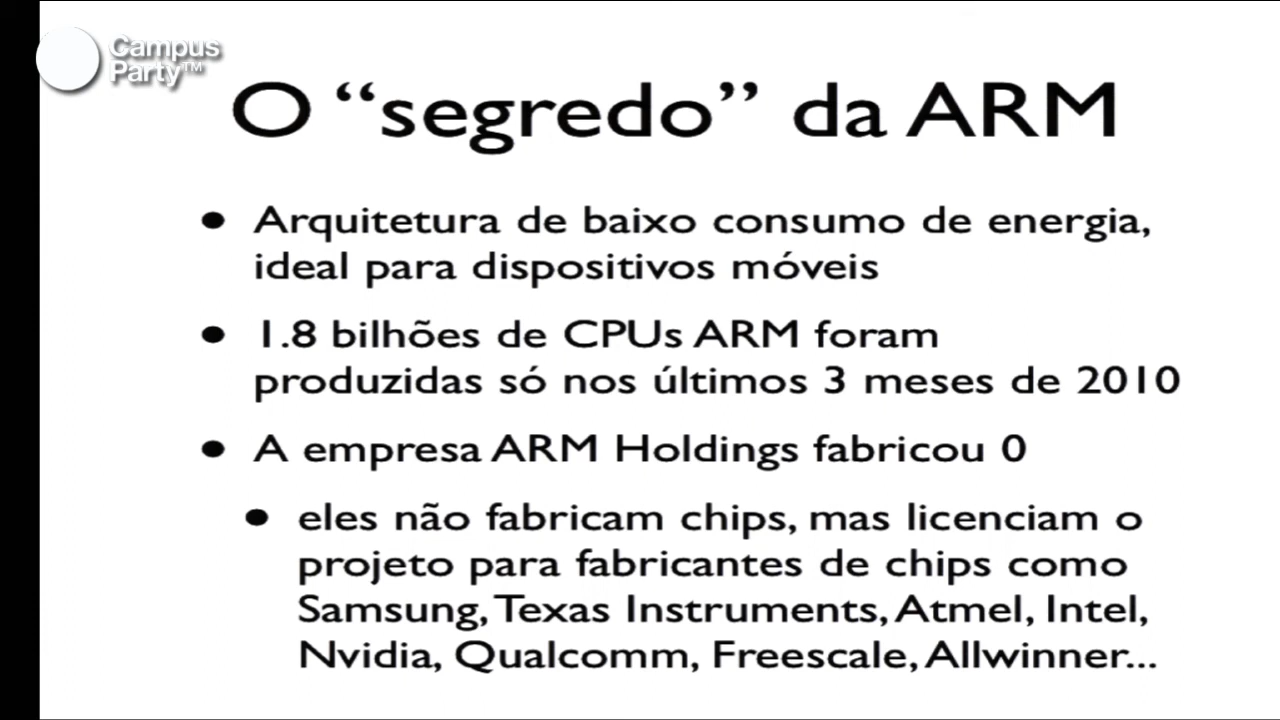 Campus
Party™
O “segredo” da ARM
• Arquitetura de baixo consumo de energia,
ideal para dispositivos móveis
• 1.8 bilhões de CPUs ARM foram
produzidas só nos últimos 3 meses de 2010
• A empresa ARM Holdings fabricou 0
• eles não fabricam chips, mas licenciam o
projeto para fabricantes de chips como
Samsung, Texas Instruments, Atmel, Intel,
Nvidia, Qualcomm, Freescale, Allwinner...